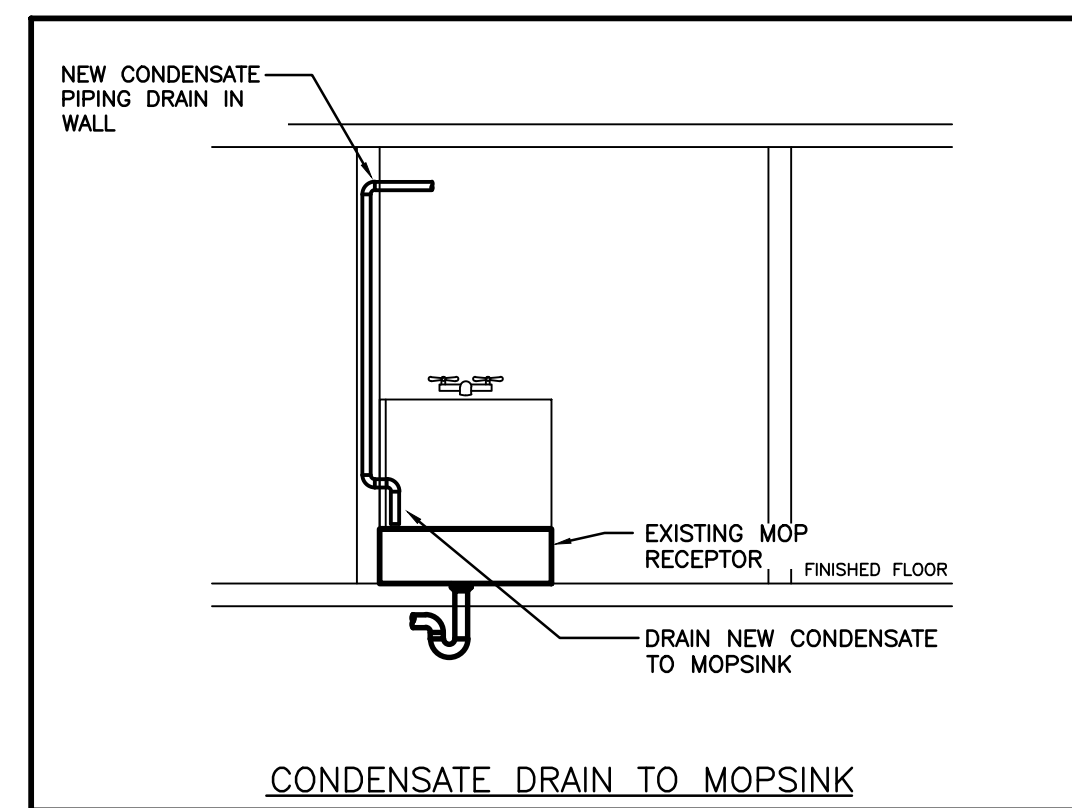 NEW CONDENSATE
PIPING DRAIN IN
WALL
EXISTING MOP
RECEPTOR
FINISHED FLOOR
DRAIN NEW CONDENSATE
TO MOPSINK
CONDENSATE DRAIN TO MOPSINK